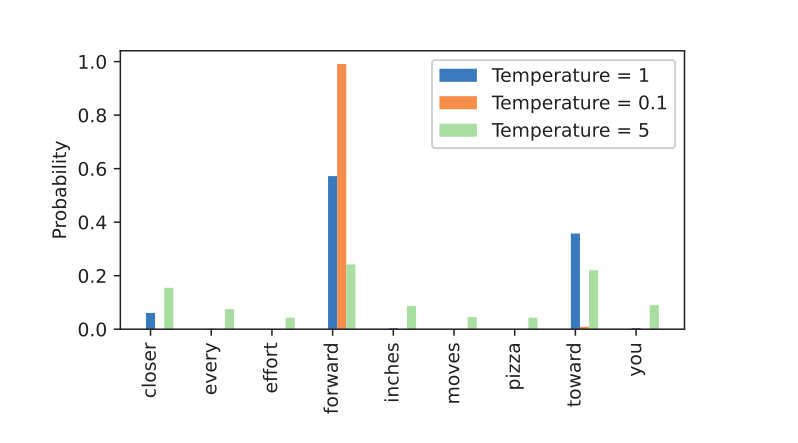 Temperature = 1
Temperature = 0.1
Temperature = 5
Probability
1.0
0.8
0.6
0.4
0.2
0.0
closer
every
effort
forward
inches
moves
pizza
toward
you